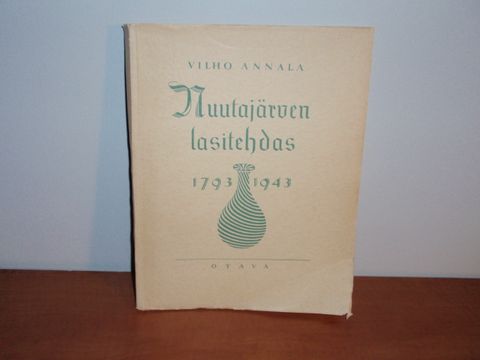 VILHO ANNALA
Nuutajärven
lasitehdas
1793 1943
OTAVA